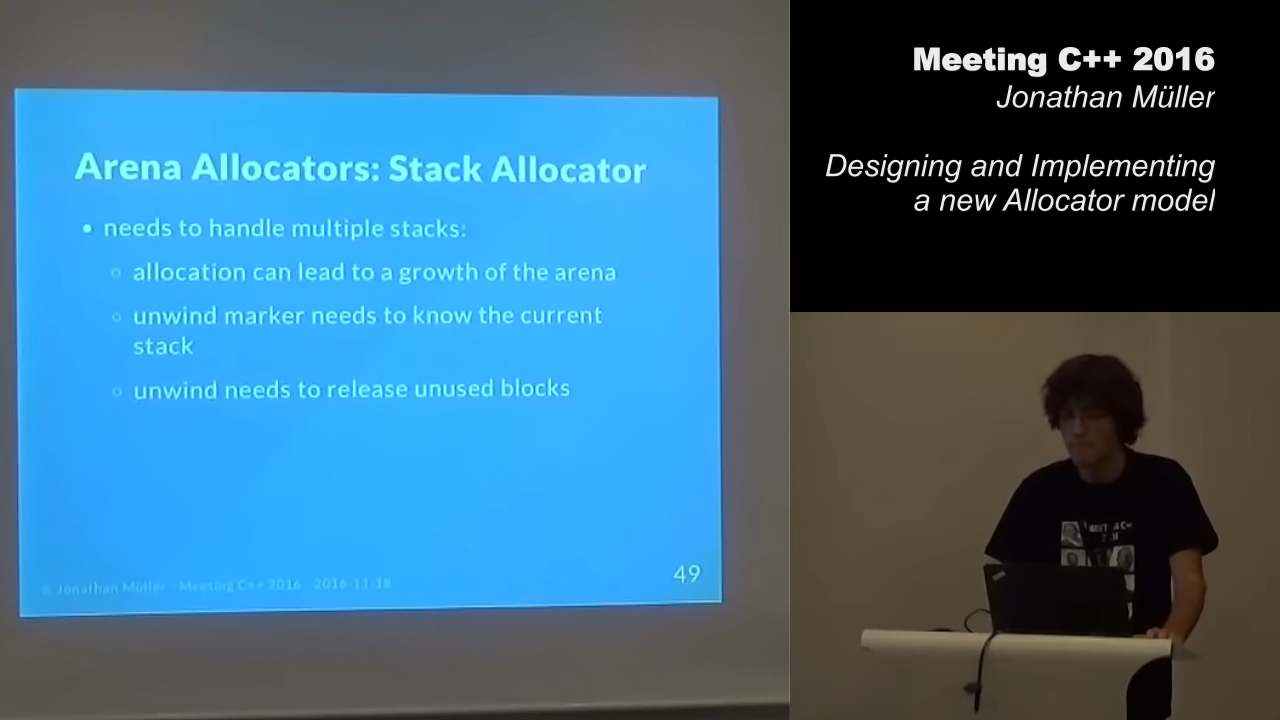 Arena Allocators: Stack Allocator
• needs to handle multiple stacks:
○ allocation can lead to a growth of the arena
○ unwind marker needs to know the current
stack
○ unwind needs to release unused blocks
© Jonathan Müller - Meeting C++ 2016 - 2016-11-18
49
Meeting C++ 2016
Jonathan Müller
Designing and Implementing
a new Allocator model